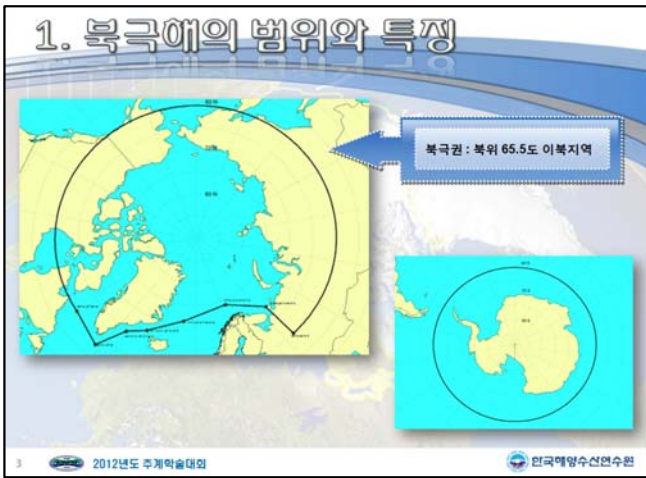 1. 북극해의 범위와 특징
북극권 : 북위 65.5도 이북지역
3
2012년도 추계학술대회
한국해양수산연수원